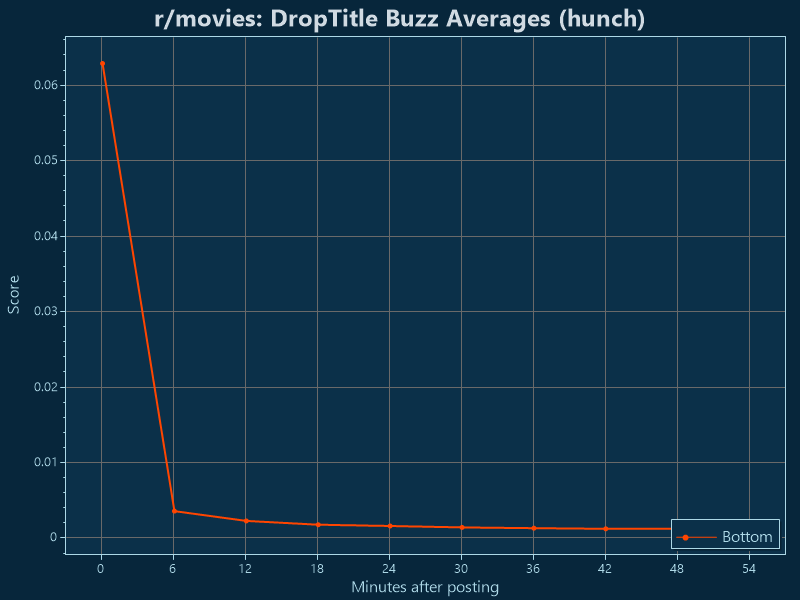 r/movies: DropTitle Buzz Averages (hunch)
Score
0.06
0.05
0.04
0.03
0.02
0.01
0
Bottom
0 6 12 18 24 30 36 42 48 54
Minutes after posting